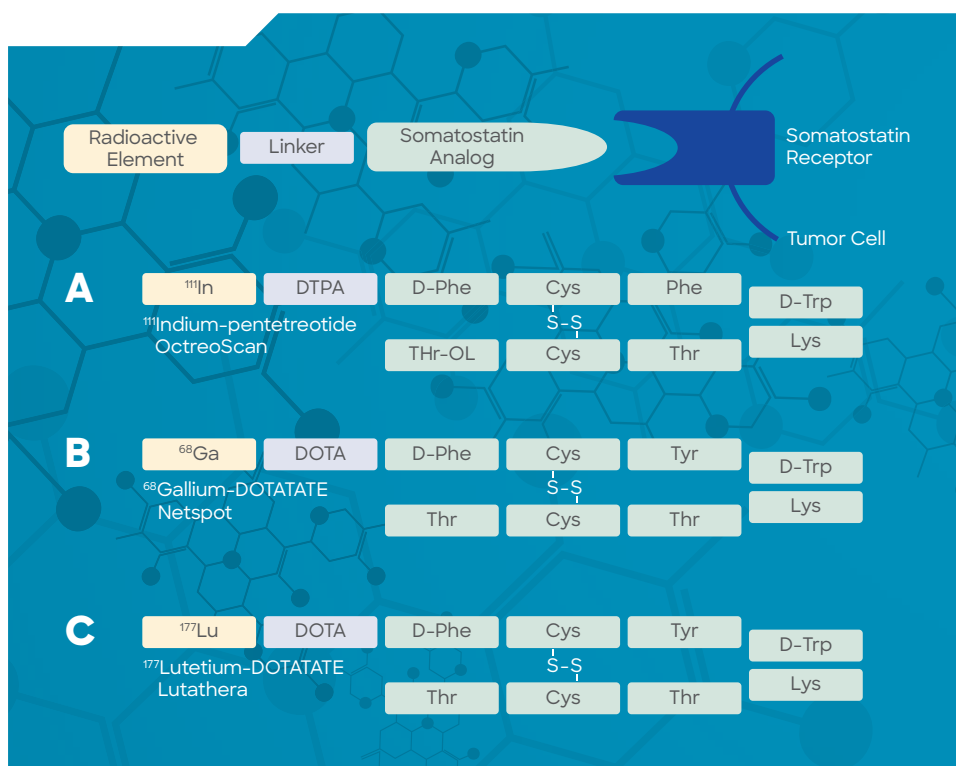 Radioactive
Element
Linker
Somatostatin
Analog
Somatostatin
Receptor
Tumor Cell
A
¹¹¹In
DTPA
D-Phe
Cys
Phe
D-Trp
Lys
S-S
¹¹¹Indium-pentetreotide
OctreoScan
THr-OL
Cys
Thr
B
⁶⁸Ga
DOTA
D-Phe
Cys
Tyr
D-Trp
Lys
S-S
⁶⁸Gallium-DOTATATE
Netspot
Thr
Cys
Thr
C
¹⁷⁷Lu
DOTA
D-Phe
Cys
Tyr
D-Trp
Lys
S-S
¹⁷⁷Lutetium-DOTATATE
Lutathera
Thr
Cys
Thr